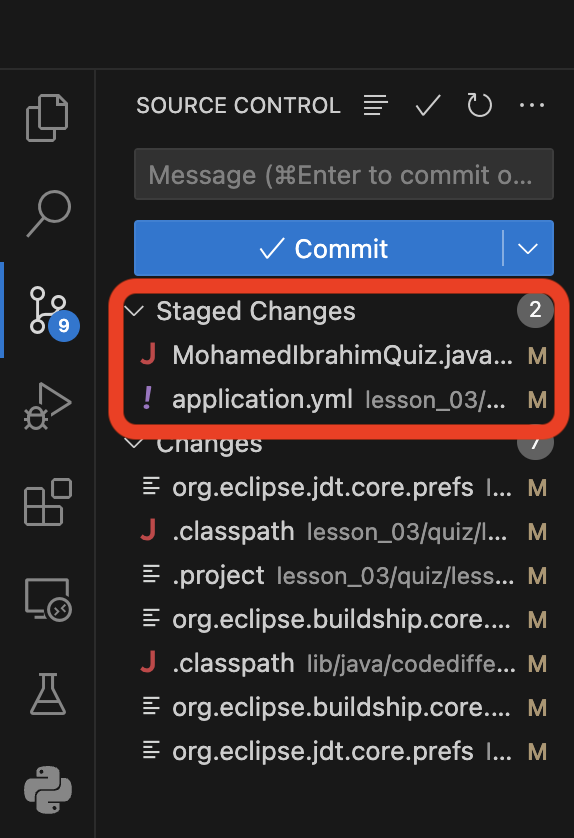 SOURCE CONTROL
Message (⌘Enter to commit o...
Commit
9
Staged Changes 2
MohamedIbrahimQuiz.java... M
application.yml lesson_03/... M
Changes 7
org.eclipse.jdt.core.prefs l... M
.classpath lesson_03/quiz/l... M
.project lesson_03/quiz/less... M
org.eclipse.buildship.core.... M
.classpath lib/java/codediffe... M
org.eclipse.buildship.core.... M
org.eclipse.jdt.core.prefs l... M